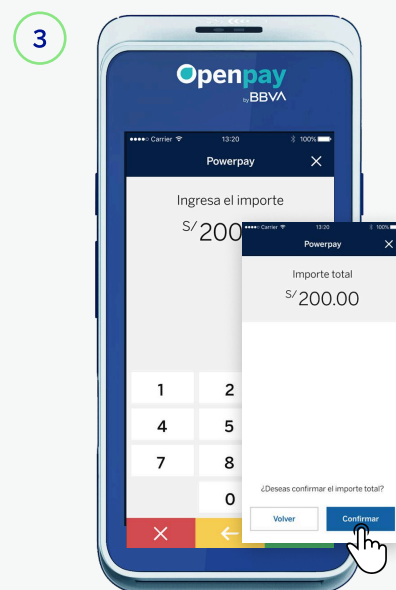 3
Openpay
by BBVA
Carrier 13:20 100%
Powerpay
Ingresa el importe
S/ 200
1 2
4 5
7 8
0
Carrier 13:20 100%
Powerpay
Importe total
S/ 200.00
¿Deseas confirmar el importe total?
Volver Confirmar